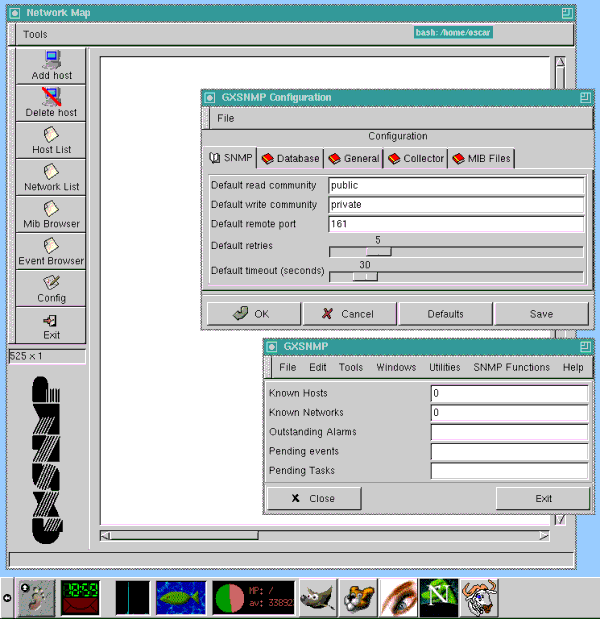 Network Map
Tools
bash: /home/oscar
Add host
Delete host
Host List
Network List
Mib Browser
Event Browser
Config
Exit
525 x 1
GXSNMP
GXSNMP Configuration
File
Configuration
SNMP Database General Collector MIB Files
Default read community public
Default write community private
Default remote port 161
Default retries 5
Default timeout (seconds) 30
OK Cancel Defaults Save
GXSNMP
File Edit Tools Windows Utilities SNMP Functions Help
Known Hosts 0
Known Networks 0
Outstanding Alarms
Pending events
Pending Tasks
Close Exit
18:59
MP: /
av: 33892
N